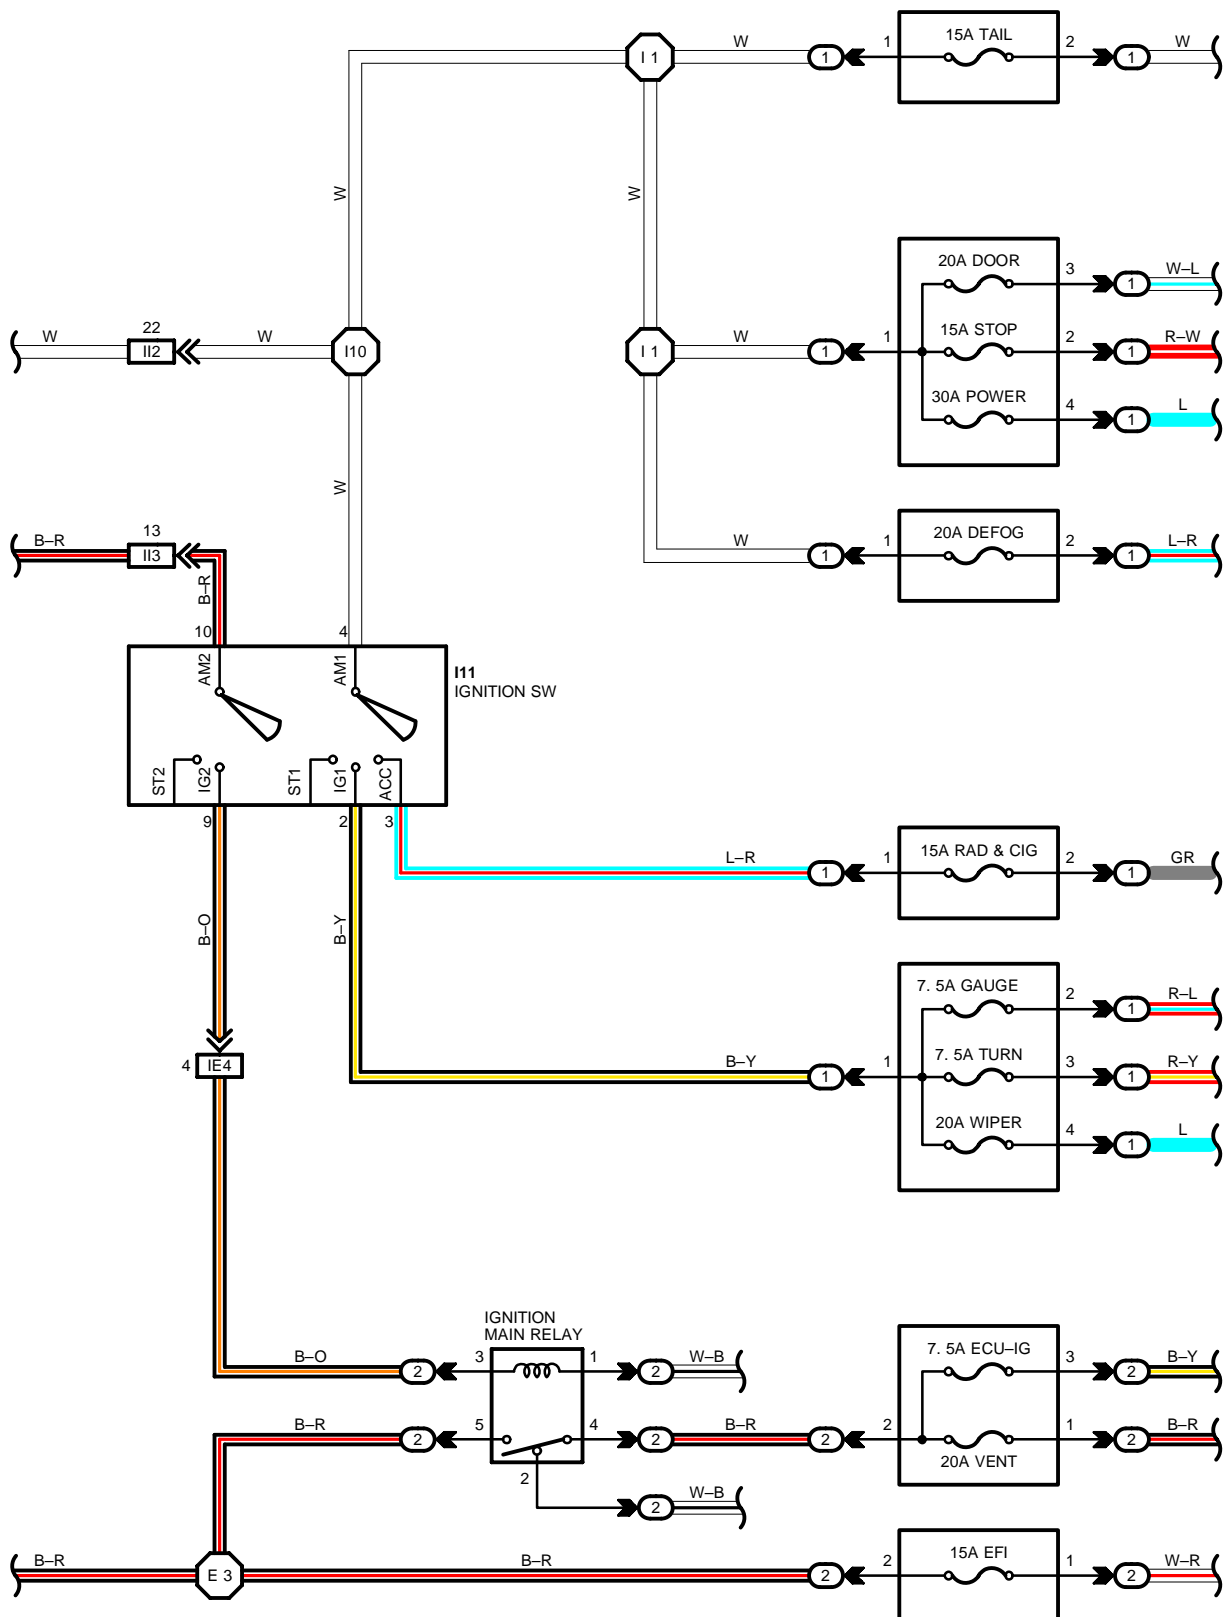 15A TAIL
W
1
1
2
1
W
I 1
W
W
20A DOOR
3
1
W–L
W
22
II2
W
I10
I 1
W
1
1
15A STOP
2
1
R–W
30A POWER
4
1
L
W
B–R
13
II3
B–R
W
1
1
20A DEFOG
2
1
L–R
10
4
AM2
AM1
I11
IGNITION SW
ST2
IG2
ST1
IG1
ACC
9
2
3
L–R
1
1
15A RAD & CIG
2
1
GR
B–O
B–Y
7. 5A GAUGE
2
1
R–L
4
IE4
B–Y
1
1
7. 5A TURN
3
1
R–Y
20A WIPER
4
1
L
IGNITION
MAIN RELAY
B–O
2
3
1
2
W–B
7. 5A ECU–IG
3
2
B–Y
B–R
2
5
4
2
B–R
2
2
20A VENT
1
2
B–R
2
2
W–B
B–R
E 3
B–R
2
2
15A EFI
1
2
W–R